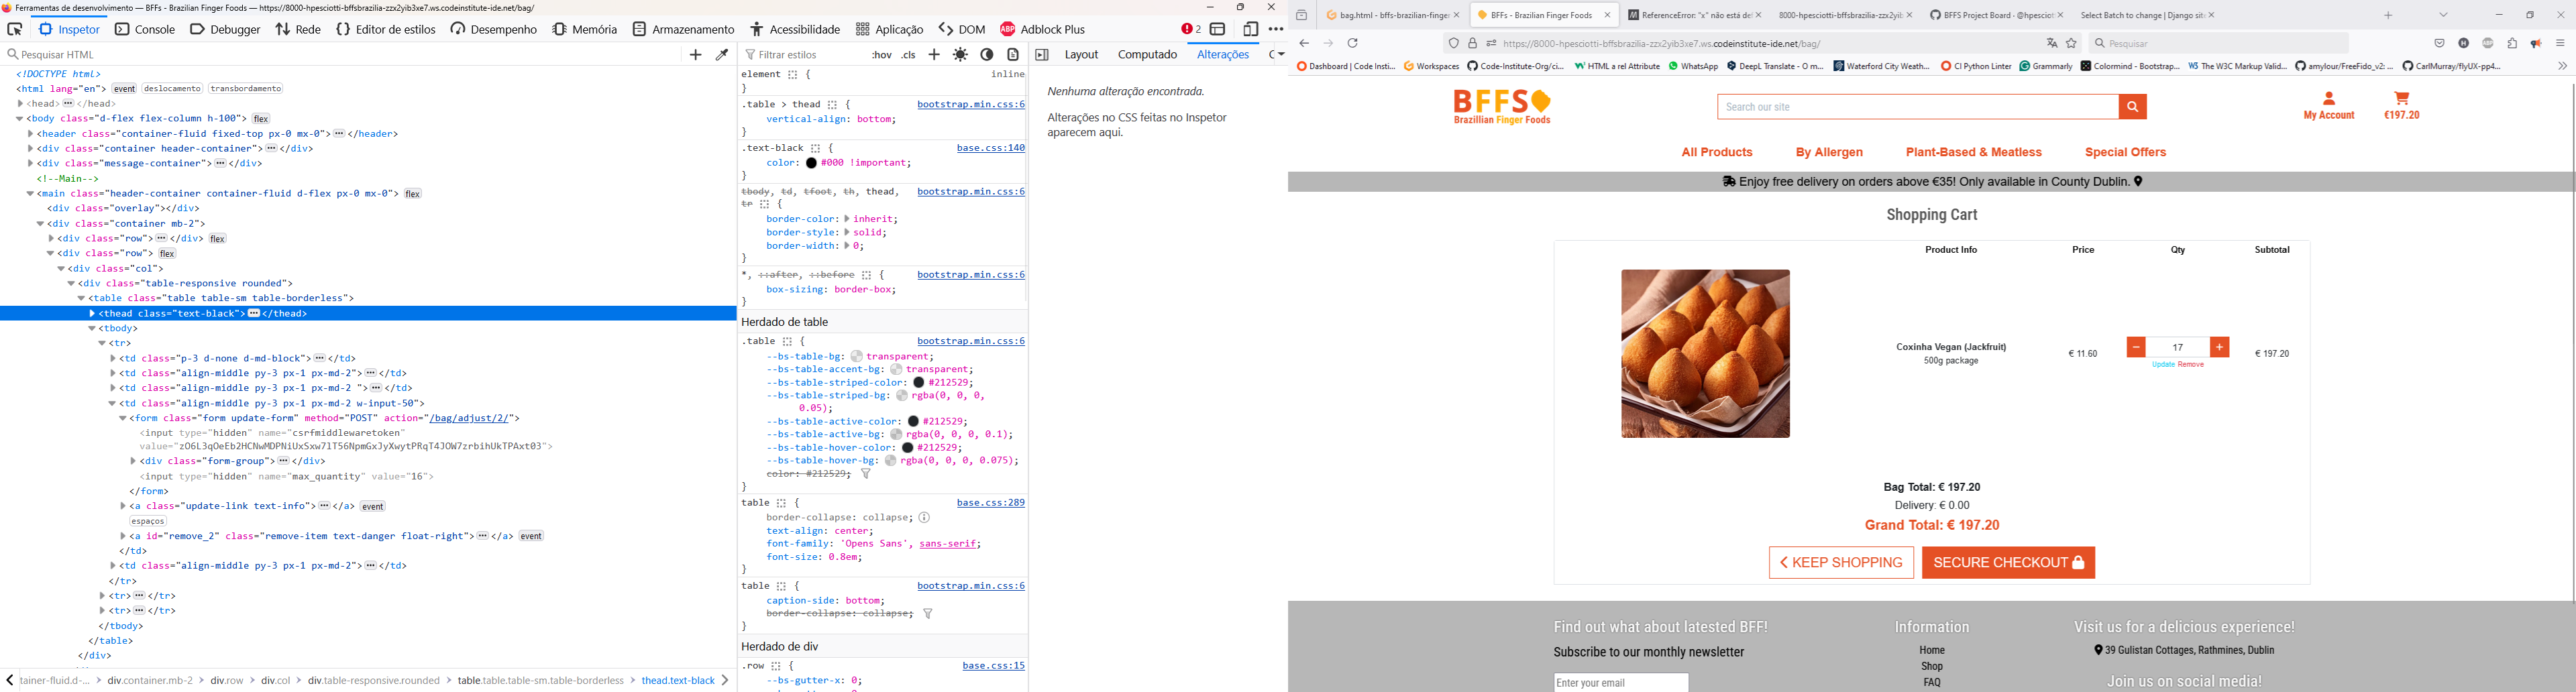 Ferramentas de desenvolvimento — BFFs - Brazilian Finger Foods — https://8000-hpesciotti-bffsbrazilia-zzx2yib3xe7.ws.codeinstitute-ide.net/bag/
Inspetor Console Debugger Rede Editor de estilos Desempenho Memória Armazenamento Acessibilidade Aplicação DOM ABP Adblock Plus 2
Pesquisar HTML
<!DOCTYPE html>
<html lang="en"> event deslocamento transbordamento
<head> </head>
<body class="d-flex flex-column h-100"> flex
<header class="container-fluid fixed-top px-0 mx-0"> </header>
<div class="container header-container"> </div>
<div class="message-container"> </div>
<!--Main-->
<main class="header-container container-fluid d-flex px-0 mx-0"> flex
<div class="overlay"></div>
<div class="container mb-2">
<div class="row"> </div> flex
<div class="row"> flex
<div class="col">
<div class="table-responsive rounded">
<table class="table table-sm table-borderless">
<thead class="text-black"> </thead>
<tbody>
<tr>
<td class="p-3 d-none d-md-block"> </td>
<td class="align-middle py-3 px-1 px-md-2"> </td>
<td class="align-middle py-3 px-1 px-md-2 "> </td>
<td class="align-middle py-3 px-1 px-md-2 w-input-50">
<form class="form update-form" method="POST" action="/bag/adjust/2/">
<input type="hidden" name="csrfmiddlewaretoken"
<div class="form-group"> </div>
<input type="hidden" name="max_quantity" value="16">
</form>
<a class="update-link text-info"> </a> event
espaços
<a id="remove_2" class="remove-item text-danger float-right"> </a> event
</td>
<td class="align-middle py-3 px-1 px-md-2"> </td>
</tr>
<tr> </tr>
<tr> </tr>
</tbody>
</table>
</div>
div.container.mb-2 > div.row > div.col > div.table-responsive.rounded > table.table.table-sm.table-borderless > thead.text-black
Filtrar estilos :hov .cls
element { inline
}
.table > thead { bootstrap.min.css:6
vertical-align: bottom;
}
.text-black { base.css:140
color: #000 !important;
}
tbody, td, tfoot, th, thead, bootstrap.min.css:6
tr {
border-color: inherit;
border-style: solid;
border-width: 0;
}
*, ::after, ::before { bootstrap.min.css:6
box-sizing: border-box;
}
Herdado de table
.table { bootstrap.min.css:6
--bs-table-bg: transparent;
--bs-table-accent-bg: transparent;
--bs-table-striped-color: #212529;
--bs-table-striped-bg: rgba(0, 0, 0,
0.05);
--bs-table-active-color: #212529;
--bs-table-active-bg: rgba(0, 0, 0, 0.1);
--bs-table-hover-color: #212529;
--bs-table-hover-bg: rgba(0, 0, 0, 0.075);
color: #212529;
}
table { base.css:289
border-collapse: collapse;
text-align: center;
font-family: 'Opens Sans', sans-serif;
font-size: 0.8em;
}
table { bootstrap.min.css:6
caption-side: bottom;
border-collapse: collapse;
}
Herdado de div
.row { base.css:15
--bs-gutter-x: 0;
Layout Computado Alterações
Nenhuma alteração encontrada.
Alterações no CSS feitas no Inspetor
aparecem aqui.
bag.html - bffs-brazilian-finger BFFs - Brazilian Finger Foods ReferenceError: "x" não está de 8000-hpesciotti-bffsbrazilia-zzx2yib BFFS Project Board - @hpesciot Select Batch to change | Django sit
https://8000-hpesciotti-bffsbrazilia-zzx2yib3xe7.ws.codeinstitute-ide.net/bag/ Pesquisar
Dashboard | Code Insti... Workspaces Code-Institute-Org/ci... HTML a rel Attribute WhatsApp DeepL Translate - O m... Waterford City Weath... CI Python Linter Grammarly Colormind - Bootstrap... The W3C Markup Valid... amylour/FreeFido_v2: ... CarlMurray/flyUX-pp4...
BFFS
Brazillian Finger Foods
Search our site
My Account €197.20
All Products By Allergen Plant-Based & Meatless Special Offers
Enjoy free delivery on orders above €35! Only available in County Dublin.
Shopping Cart
Product Info Price Qty Subtotal
Coxinha Vegan (Jackfruit)
500g package
€ 11.60
− 17 +
Update Remove
€ 197.20
Bag Total: € 197.20
Delivery: € 0.00
Grand Total: € 197.20
KEEP SHOPPING SECURE CHECKOUT
Find out what about latested BFF!
Subscribe to our monthly newsletter
Enter your email
Information
Home
Shop
FAQ
Visit us for a delicious experience!
39 Gulistan Cottages, Rathmines, Dublin
Join us on social media!